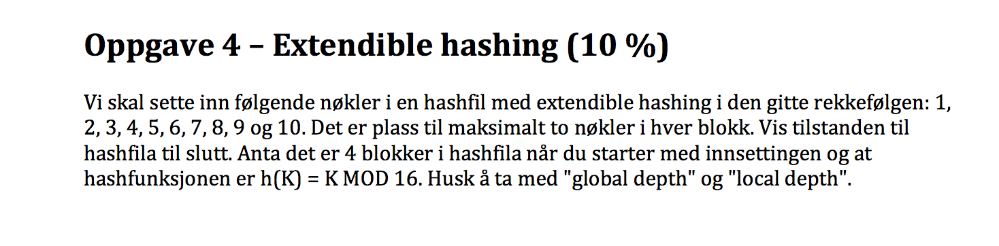 Oppgave 4 – Extendible hashing (10 %)
Vi skal sette inn følgende nøkler i en hashfil med extendible hashing i den gitte rekkefølgen: 1,
2, 3, 4, 5, 6, 7, 8, 9 og 10. Det er plass til maksimalt to nøkler i hver blokk. Vis tilstanden til
hashfila til slutt. Anta det er 4 blokker i hashfila når du starter med innsettingen og at
hashfunksjonen er h(K) = K MOD 16. Husk å ta med "global depth" og "local depth".